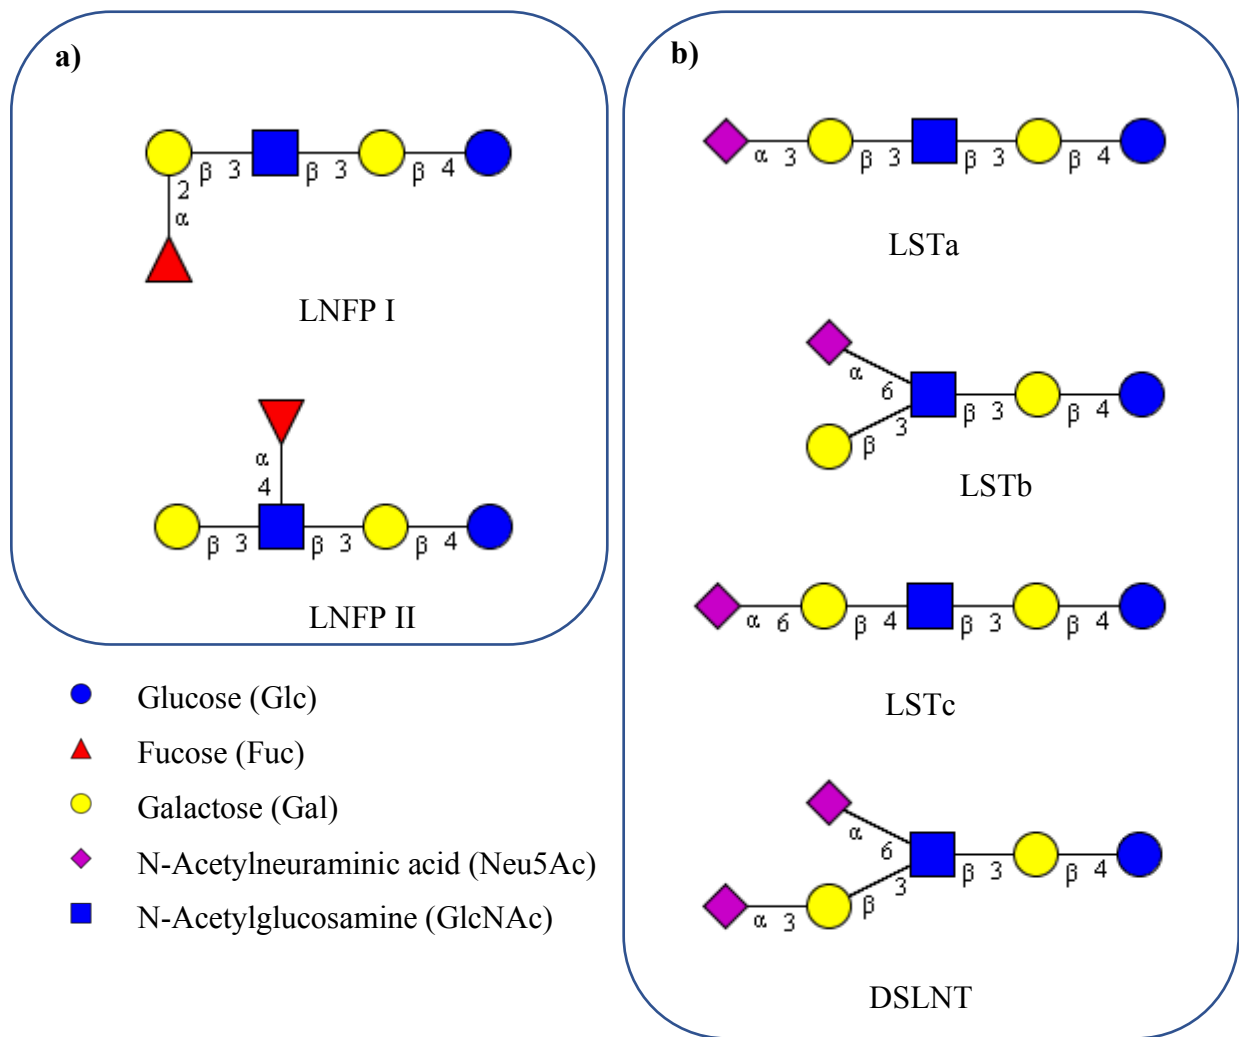 a)
β 3 β 3 β 4
2
α
LNFP I
α
4
β 3 β 3 β 4
LNFP II
Glucose (Glc)
Fucose (Fuc)
Galactose (Gal)
N-Acetylneuraminic acid (Neu5Ac)
N-Acetylglucosamine (GlcNAc)
b)
α 3 β 3 β 3 β 4
LSTa
α 6
β 3 β 3 β 4
LSTb
α 6 β 4 β 3 β 4
LSTc
α 6
α 3 β 3 β 3 β 4
DSLNT